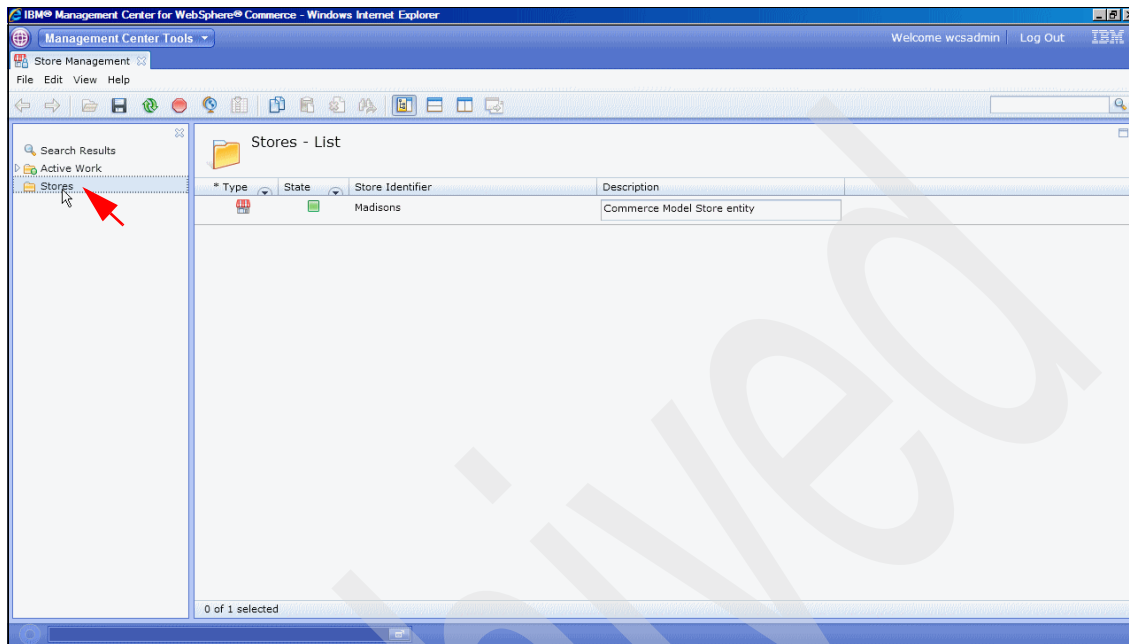 IBM® Management Center for WebSphere® Commerce - Windows Internet Explorer
Management Center Tools
Welcome wcsadmin Log Out IBM
Store Management
File Edit View Help
Search Results
Active Work
Stores
Stores - List
* Type State Store Identifier Description
Madisons Commerce Model Store entity
0 of 1 selected
hived